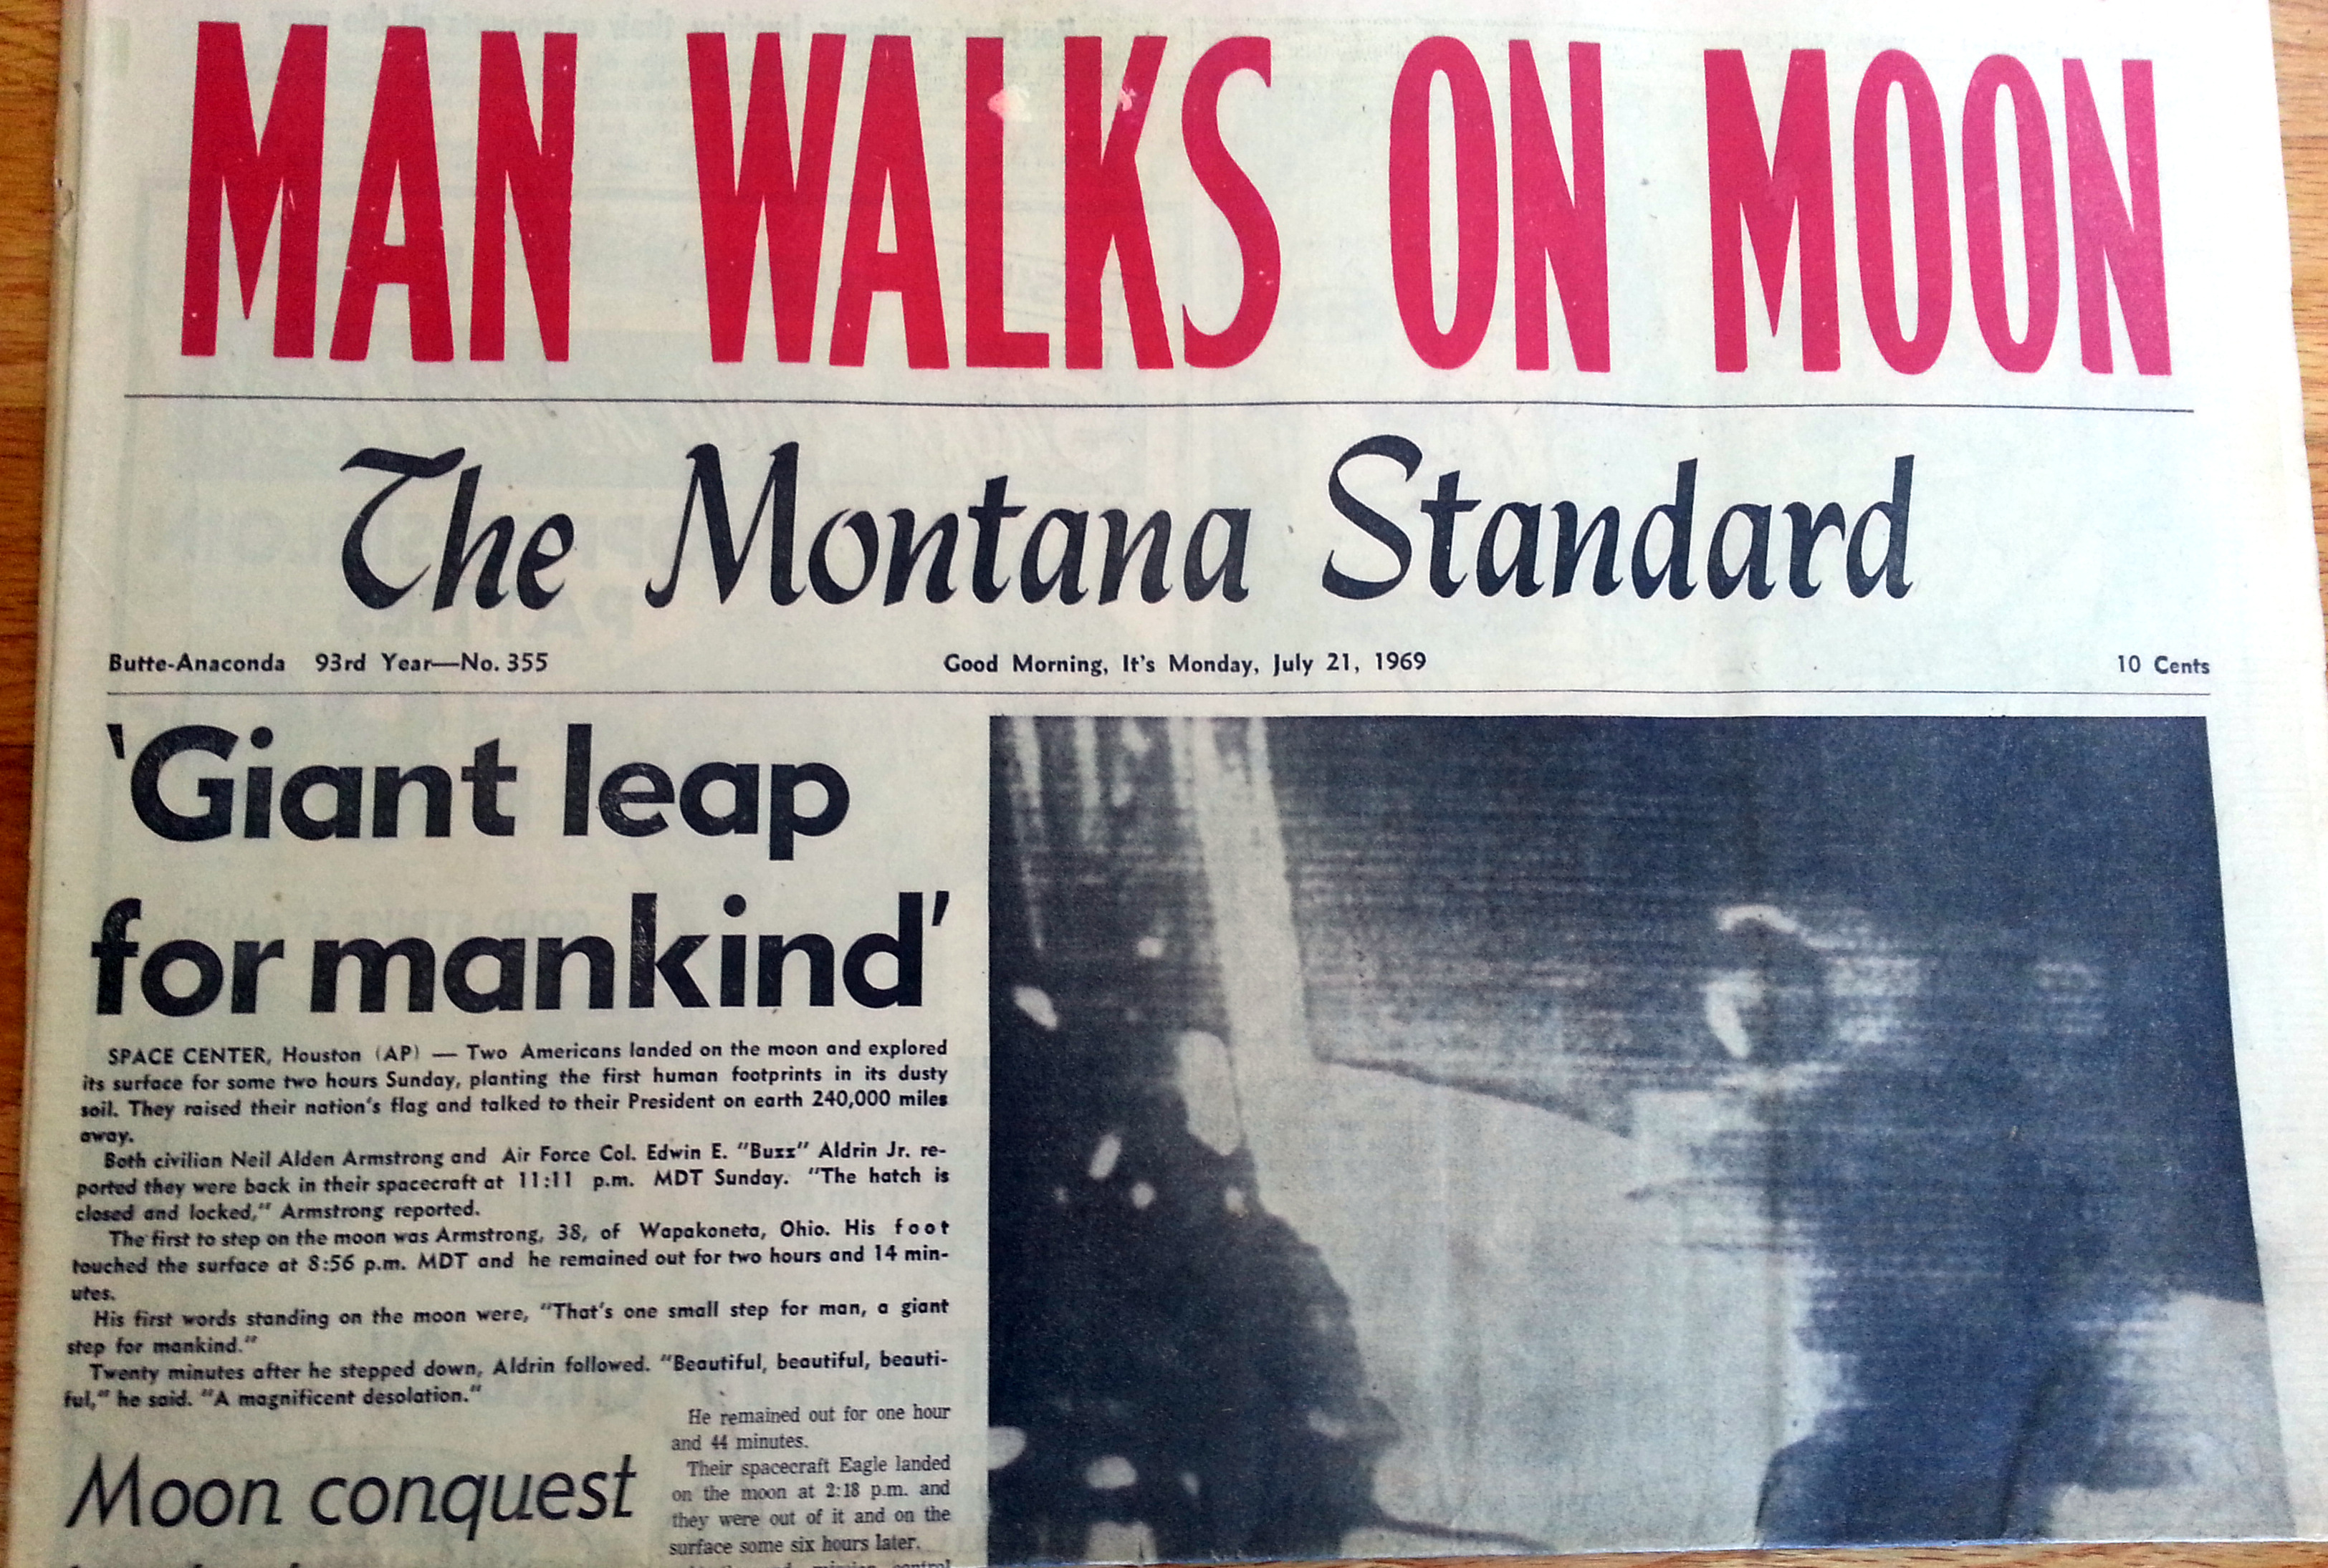 MAN WALKS ON MOON
The Montana Standard
Butte-Anaconda 93rd Year—No. 355
Good Morning, It's Monday, July 21, 1969
10 Cents
'Giant leap
for mankind'
SPACE CENTER, Houston (AP) — Two Americans landed on the moon and explored
its surface for some two hours Sunday, planting the first human footprints in its dusty
soil. They raised their nation's flag and talked to their President on earth 240,000 miles
away.
Both civilian Neil Alden Armstrong and Air Force Col. Edwin E. "Buzz" Aldrin Jr. re-
ported they were back in their spacecraft at 11:11 p.m. MDT Sunday. "The hatch is
closed and locked," Armstrong reported.
The first to step on the moon was Armstrong, 38, of Wapakoneta, Ohio. His foot
touched the surface at 8:56 p.m. MDT and he remained out for two hours and 14 min-
utes.
His first words standing on the moon were, "That's one small step for man, a giant
step for mankind."
Twenty minutes after he stepped down, Aldrin followed. "Beautiful, beautiful, beauti-
ful," he said. "A magnificent desolation."
Moon conquest
He remained out for one hour
and 44 minutes.
Their spacecraft Eagle landed
on the moon at 2:18 p.m. and
they were out of it and on the
surface some six hours later.
mission control